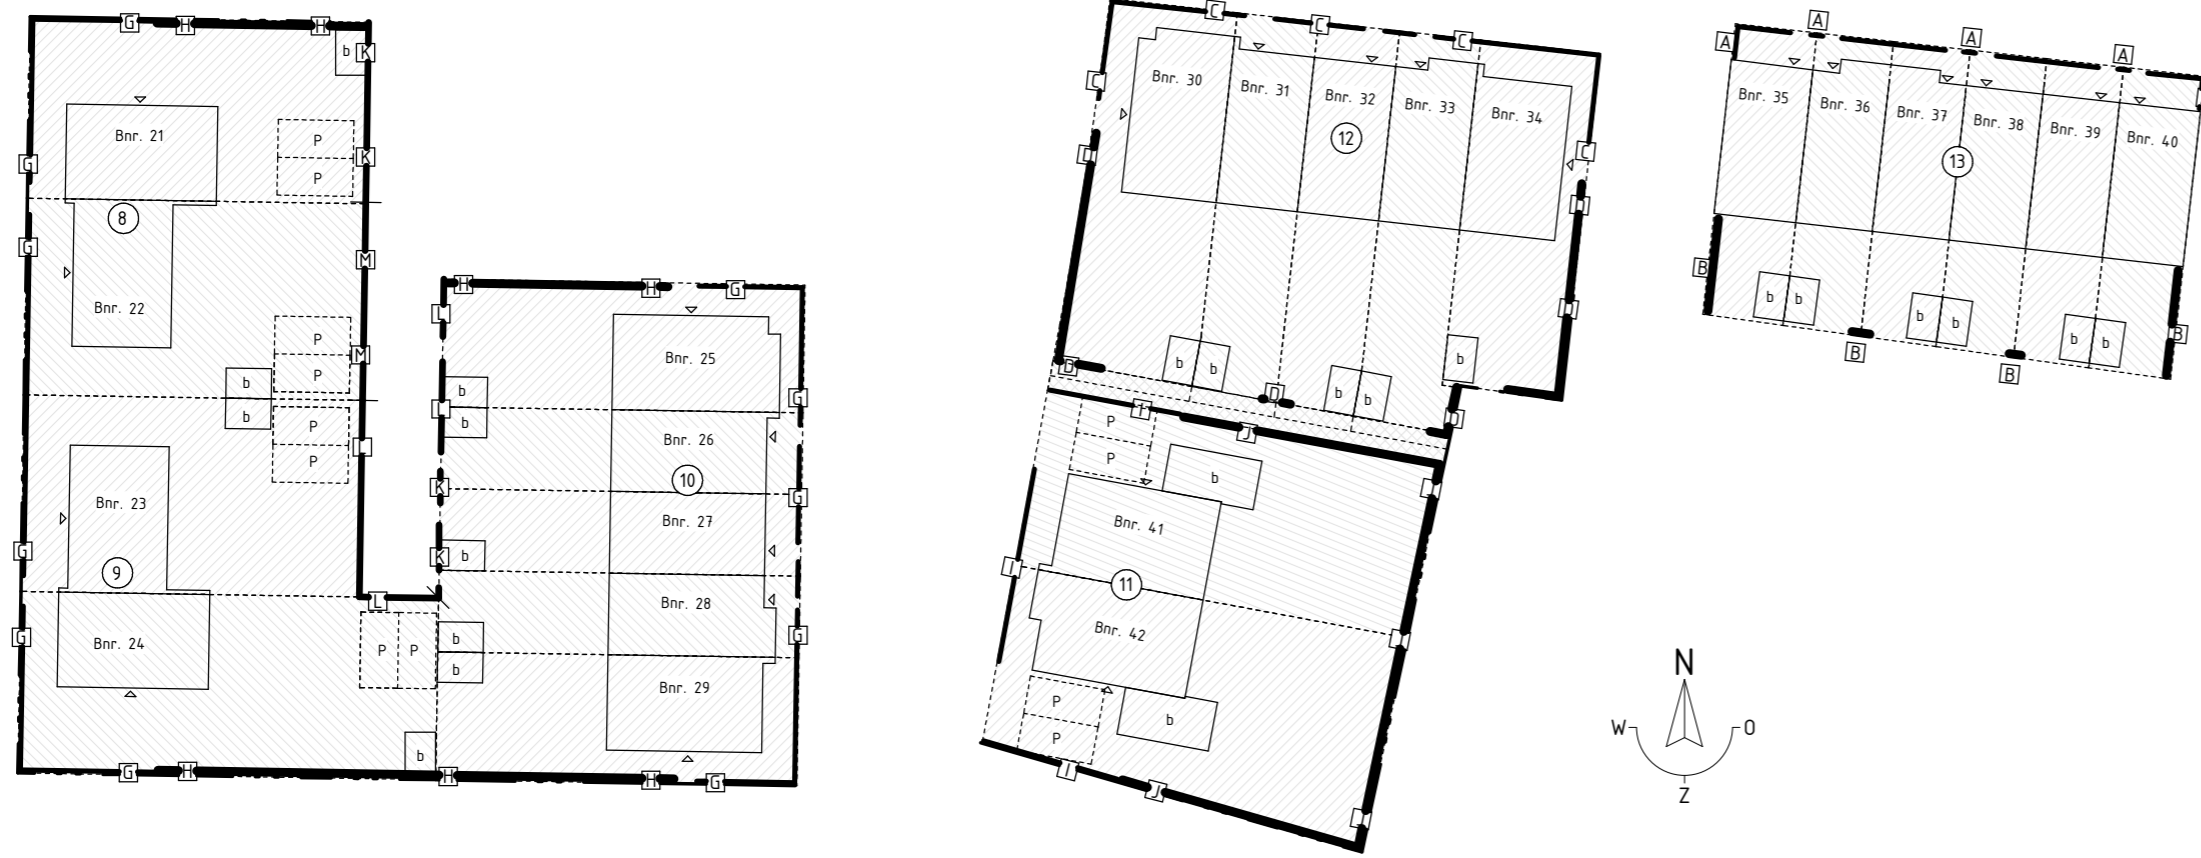 G H H
b K
Bnr. 21
P
P
K
G
8
G
M
Bnr. 22
P
M
P
b
b
P
P
L
Bnr. 23
G
9
L
G
Bnr. 24
P P
b
G H H H G
H H G
L
Bnr. 25
b
L
b
G
Bnr. 26
10
K
G
Bnr. 27
K
b
Bnr. 28
b
G
b
Bnr. 29
C C C
C
Bnr. 30
Bnr. 31
Bnr. 32
Bnr. 33
Bnr. 34
12
C
D
D
D
b b
b b
b
D
D
D
I
J
P
P
b
J
Bnr. 41
I
11
J
Bnr. 42
P
P
b
I
J
J
A A A A
Bnr. 35
Bnr. 36
Bnr. 37
Bnr. 38
Bnr. 39
Bnr. 40
13
B
b b
b b
b b
B
B
B
N
W O
Z